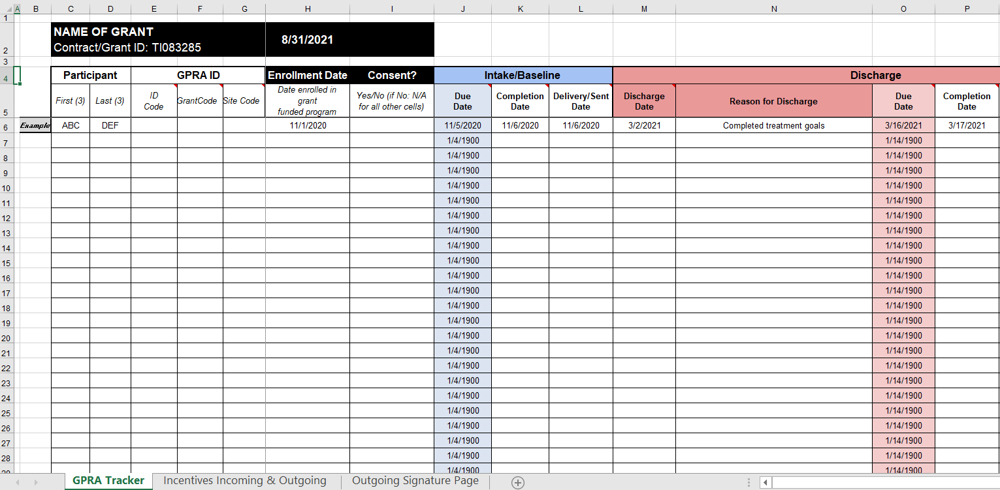 A B C D E F G H I J K L M N O P
1
NAME OF GRANT
Contract/Grant ID: TI083285 8/31/2021
2
3
4 Participant GPRA ID Enrollment Date Consent? Intake/Baseline Discharge
5 First (3) Last (3) ID Code GrantCode Site Code Date enrolled in grant funded program Yes/No (if No: N/A for all other cells) Due Date Completion Date Delivery/Sent Date Discharge Date Reason for Discharge Due Date Completion Date
6 Example ABC DEF 11/1/2020 11/5/2020 11/6/2020 11/6/2020 3/2/2021 Completed treatment goals 3/16/2021 3/17/2021
7 1/4/1900 1/14/1900
8 1/4/1900 1/14/1900
9 1/4/1900 1/14/1900
10 1/4/1900 1/14/1900
11 1/4/1900 1/14/1900
12 1/4/1900 1/14/1900
13 1/4/1900 1/14/1900
14 1/4/1900 1/14/1900
15 1/4/1900 1/14/1900
16 1/4/1900 1/14/1900
17 1/4/1900 1/14/1900
18 1/4/1900 1/14/1900
19 1/4/1900 1/14/1900
20 1/4/1900 1/14/1900
21 1/4/1900 1/14/1900
22 1/4/1900 1/14/1900
23 1/4/1900 1/14/1900
24 1/4/1900 1/14/1900
25 1/4/1900 1/14/1900
26 1/4/1900 1/14/1900
27 1/4/1900 1/14/1900
28 1/4/1900 1/14/1900
29 1/4/1900 1/14/1900
GPRA Tracker Incentives Incoming & Outgoing Outgoing Signature Page